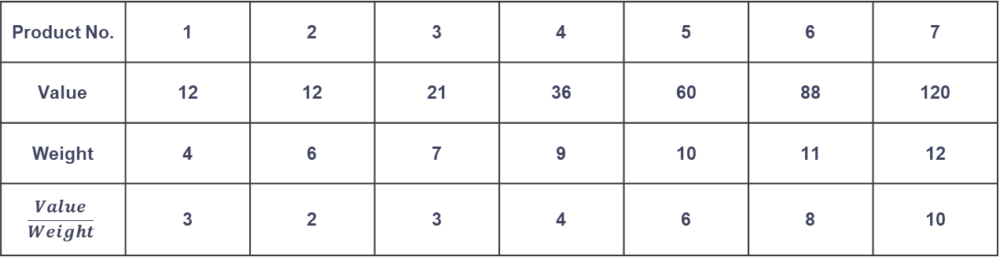 Product No. 1 2 3 4 5 6 7
Value 12 12 21 36 60 88 120
Weight 4 6 7 9 10 11 12
Value
Weight 3 2 3 4 6 8 10